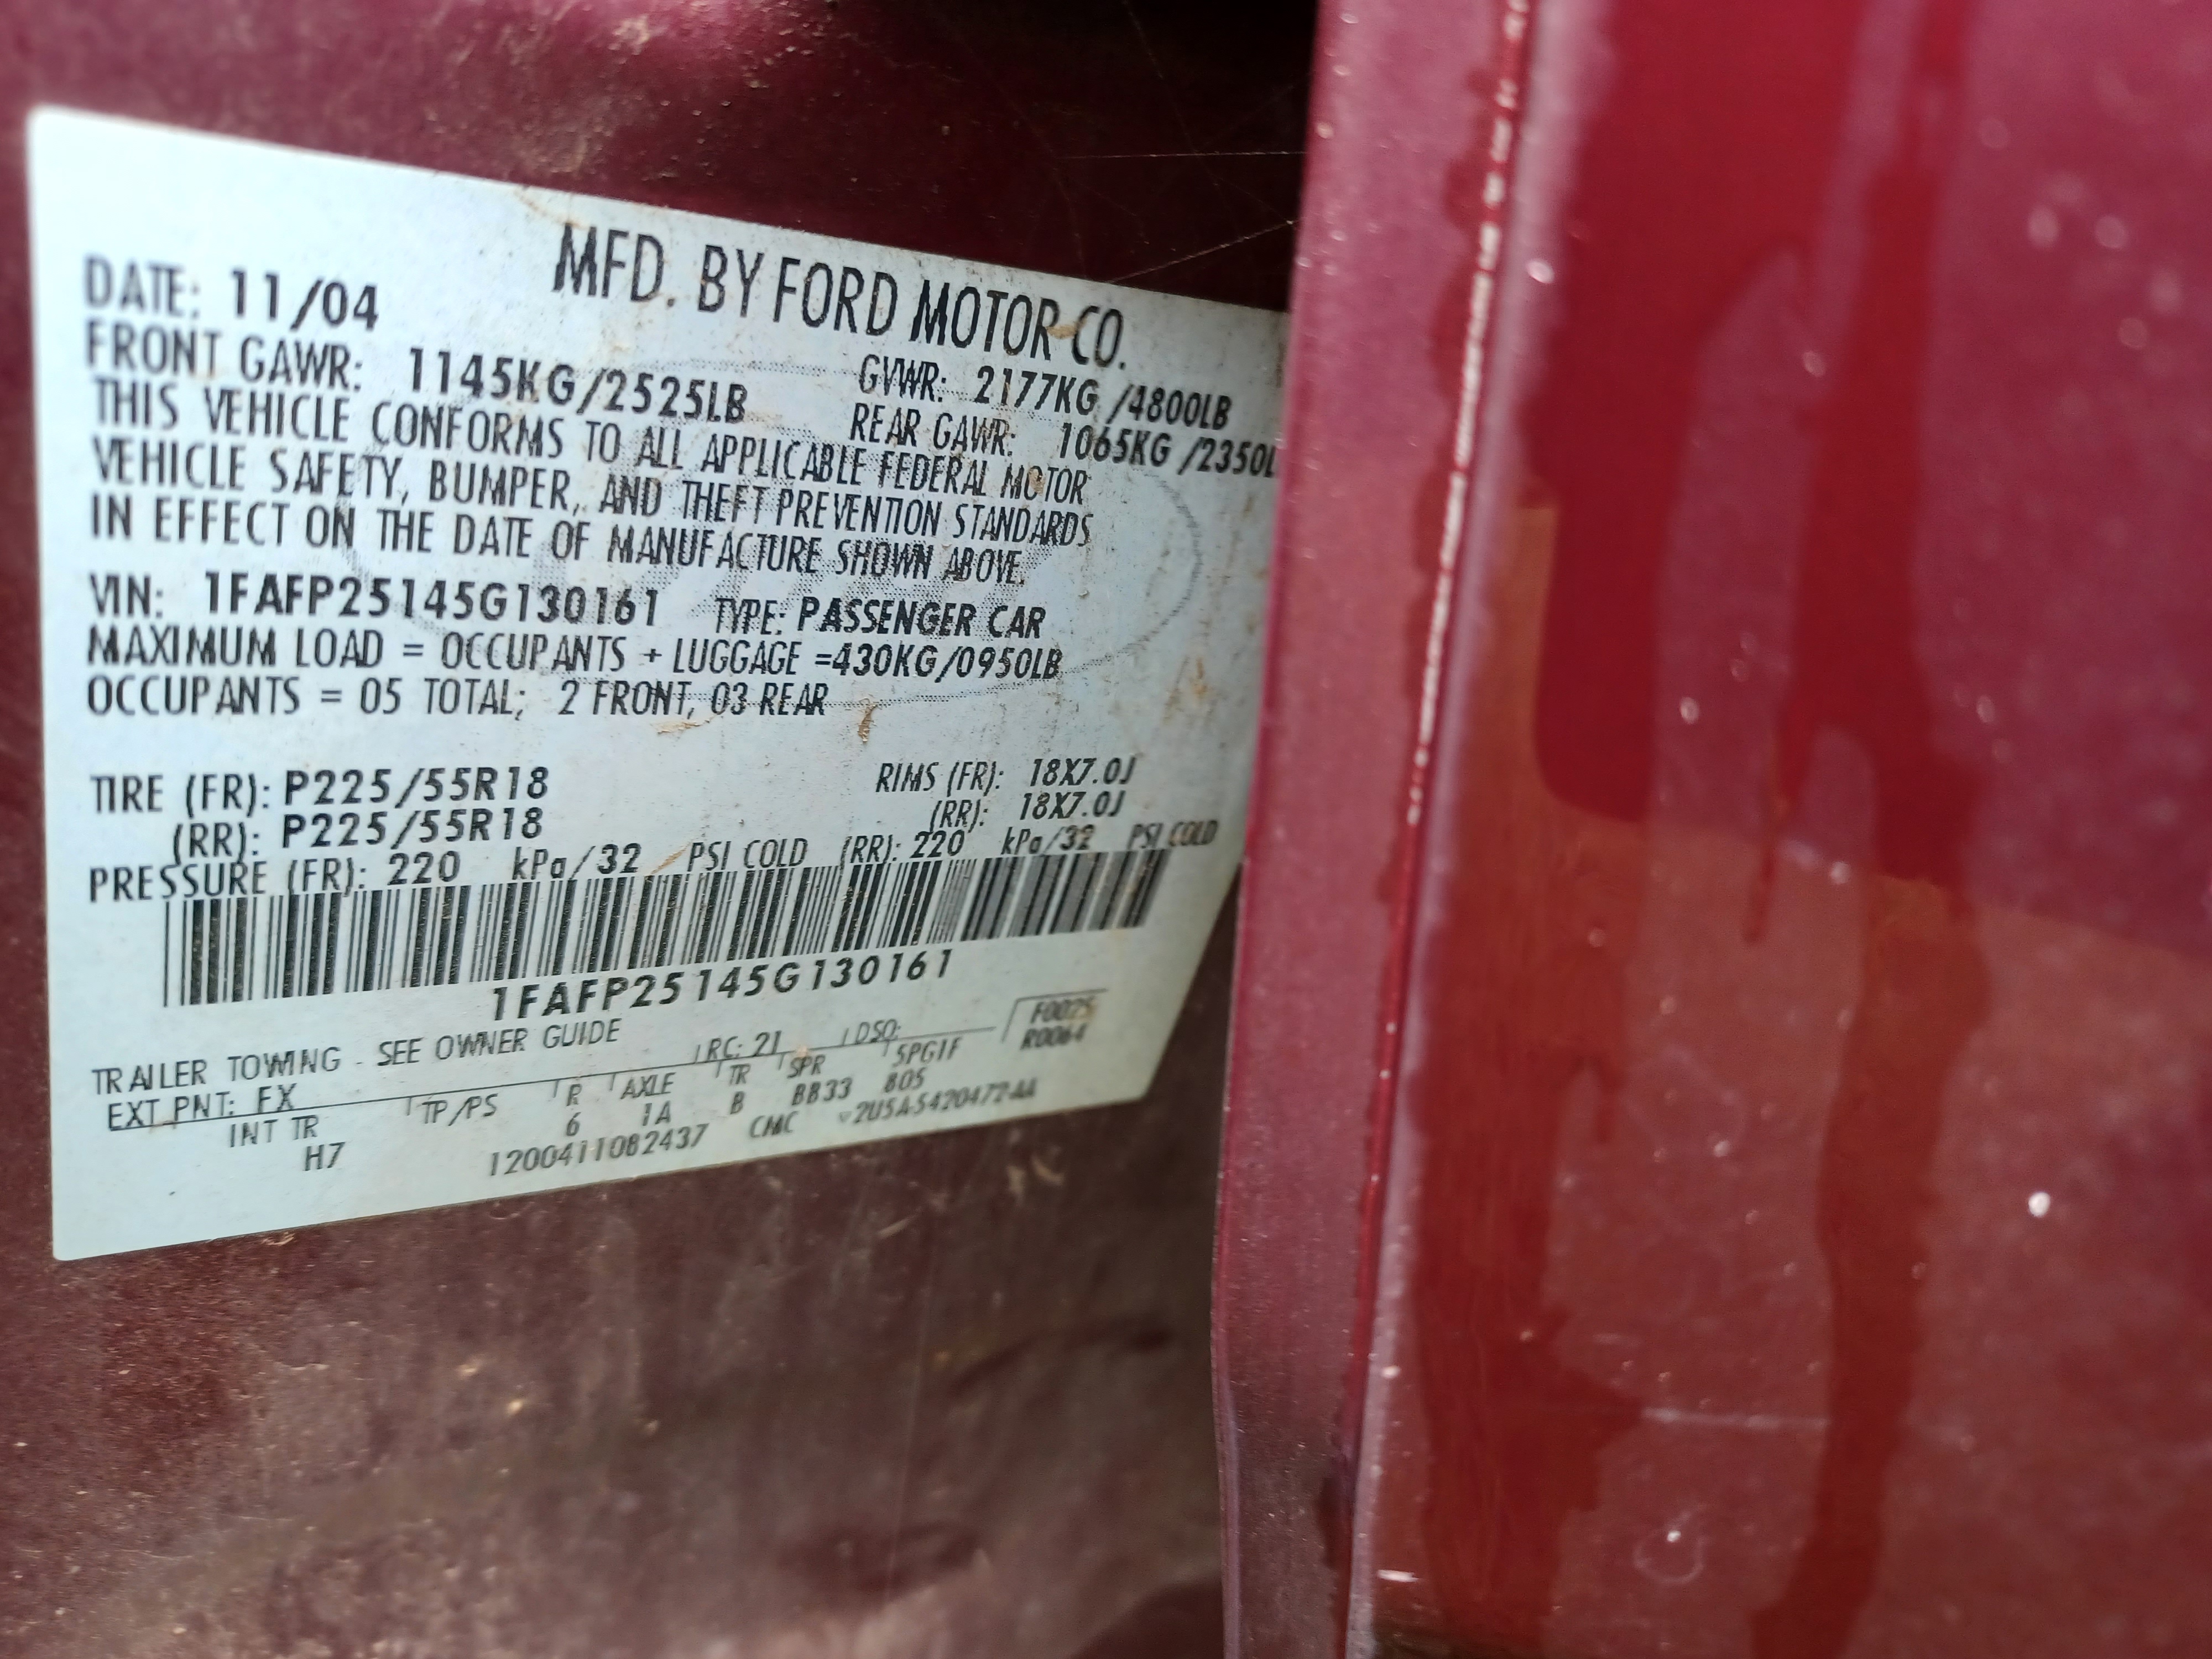 MFD. BY FORD MOTOR CO.
DATE: 11/04
GVWR: 2177KG /4800LB
FRONT GAWR: 1145KG/2525LB
REAR GAWR: 1065KG /2350L
THIS VEHICLE CONFORMS TO ALL APPLICABLE FEDERAL MOTOR
VEHICLE SAFETY, BUMPER, AND THEFT PREVENTION STANDARDS
IN EFFECT ON THE DATE OF MANUFACTURE SHOWN ABOVE.
VIN: 1FAFP25145G130161 TYPE: PASSENGER CAR
MAXIMUM LOAD = OCCUPANTS + LUGGAGE =430KG/0950LB
OCCUPANTS = 05 TOTAL; 2 FRONT, 03 REAR
TIRE (FR): P225/55R18 RIMS (FR): 18X7.0J
(RR): P225/55R18 (RR): 18X7.0J
PRESSURE (FR): 220 kPa/32 PSI COLD (RR): 220 kPa/32 PSI COLD
1FAFP25145G130161
TRAILER TOWING - SEE OWNER GUIDE
F0025
R0064
EXT PNT: FX RC: 21 DSO:
INT TR TP/PS R AXLE TR SPR 5PG1F
H7 6 1A B BB33 805
1200411082437 CMC 2U5A-5420472-AA